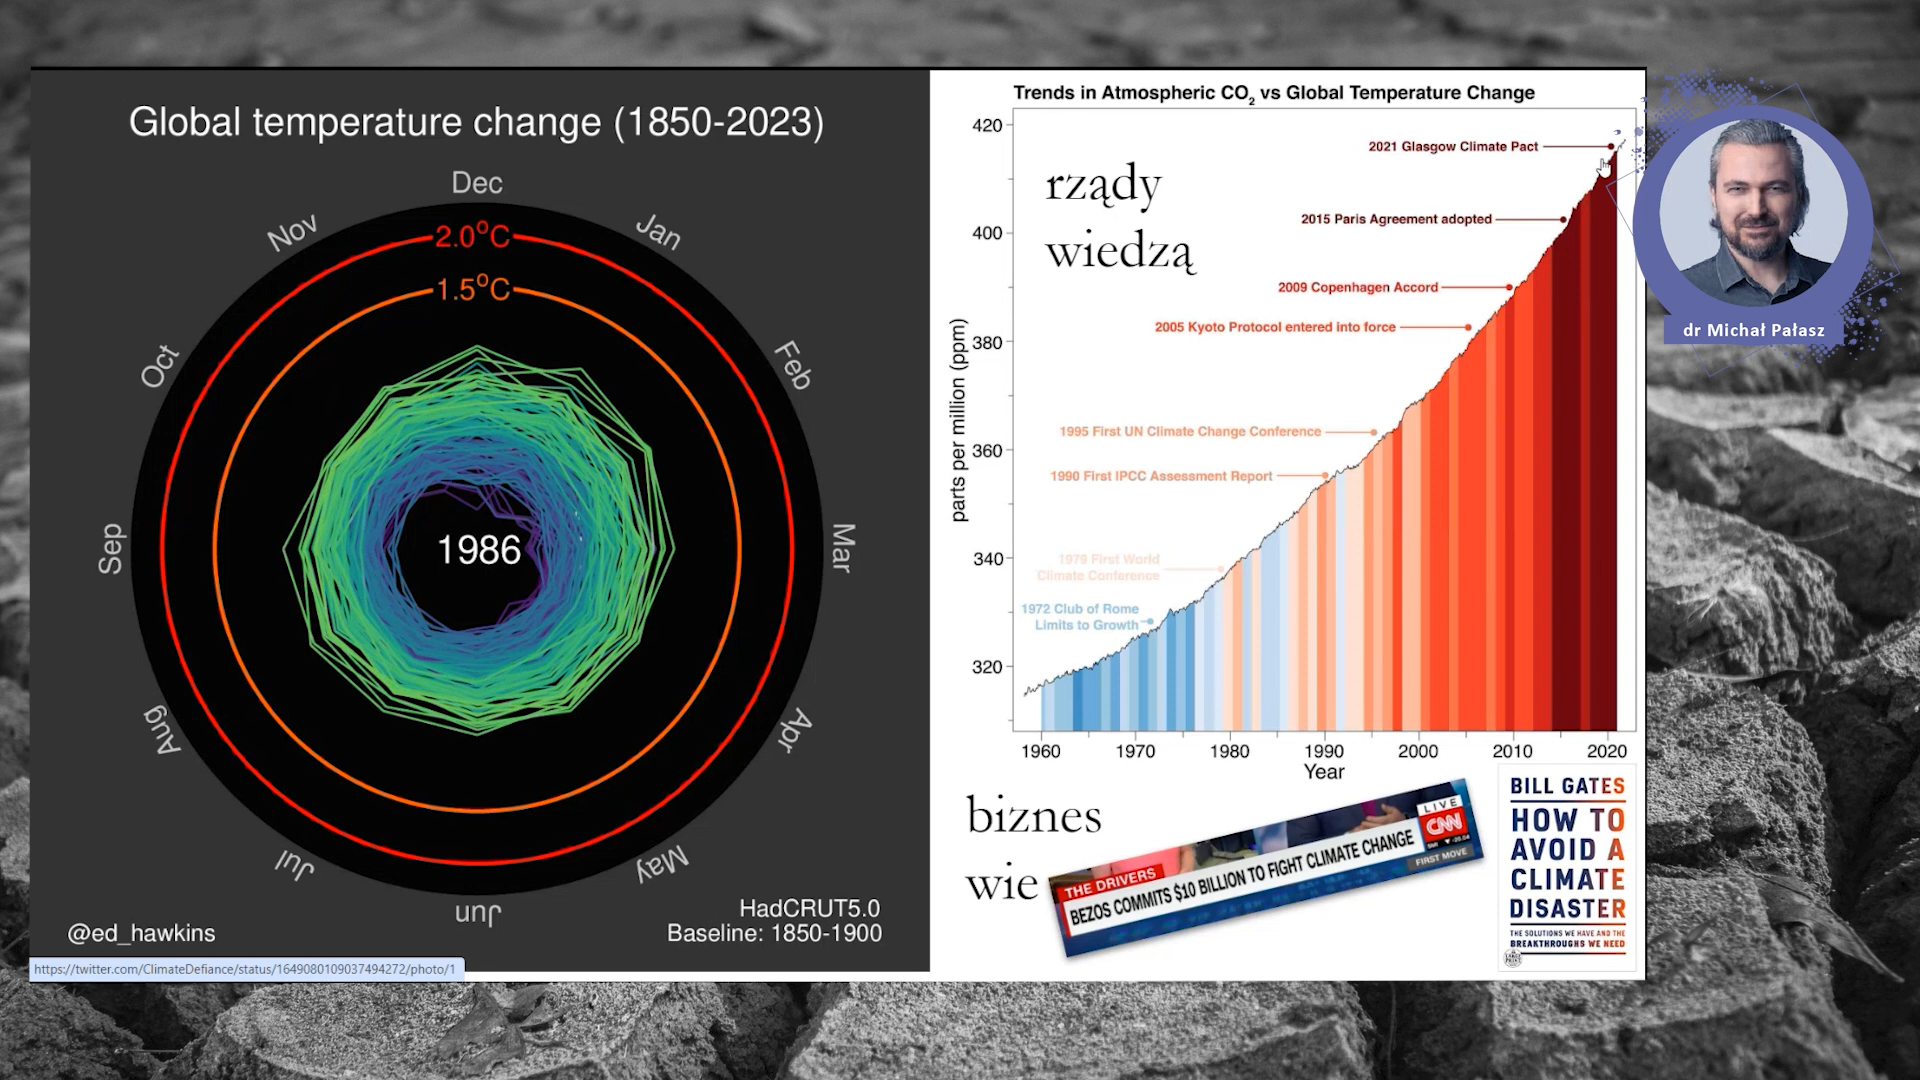 Global temperature change (1850-2023)
Dec
Jan
Feb
Mar
Apr
May
Jun
Jul
Aug
Sep
Oct
Nov
2.0°C
1.5°C
1986
@ed_hawkins
HadCRUT5.0
Baseline: 1850-1900
https://twitter.com/ClimateDefiance/status/1649080109037494272/photo/1
Trends in Atmospheric CO₂ vs Global Temperature Change
rządy
wiedzą
parts per million (ppm)
420
400
380
360
340
320
2021 Glasgow Climate Pact
2015 Paris Agreement adopted
2009 Copenhagen Accord
2005 Kyoto Protocol entered into force
1995 First UN Climate Change Conference
1990 First IPCC Assessment Report
1979 First World
Climate Conference
1972 Club of Rome
Limits to Growth
1960 1970 1980 1990 2000 2010 2020
Year
biznes
wie
LIVE
CNN
THE DRIVERS
BEZOS COMMITS $10 BILLION TO FIGHT CLIMATE CHANGE
FIRST MOVE
BILL GATES
HOW TO
AVOID A
CLIMATE
DISASTER
THE SOLUTIONS WE HAVE AND THE
BREAKTHROUGHS WE NEED
dr Michał Pałasz